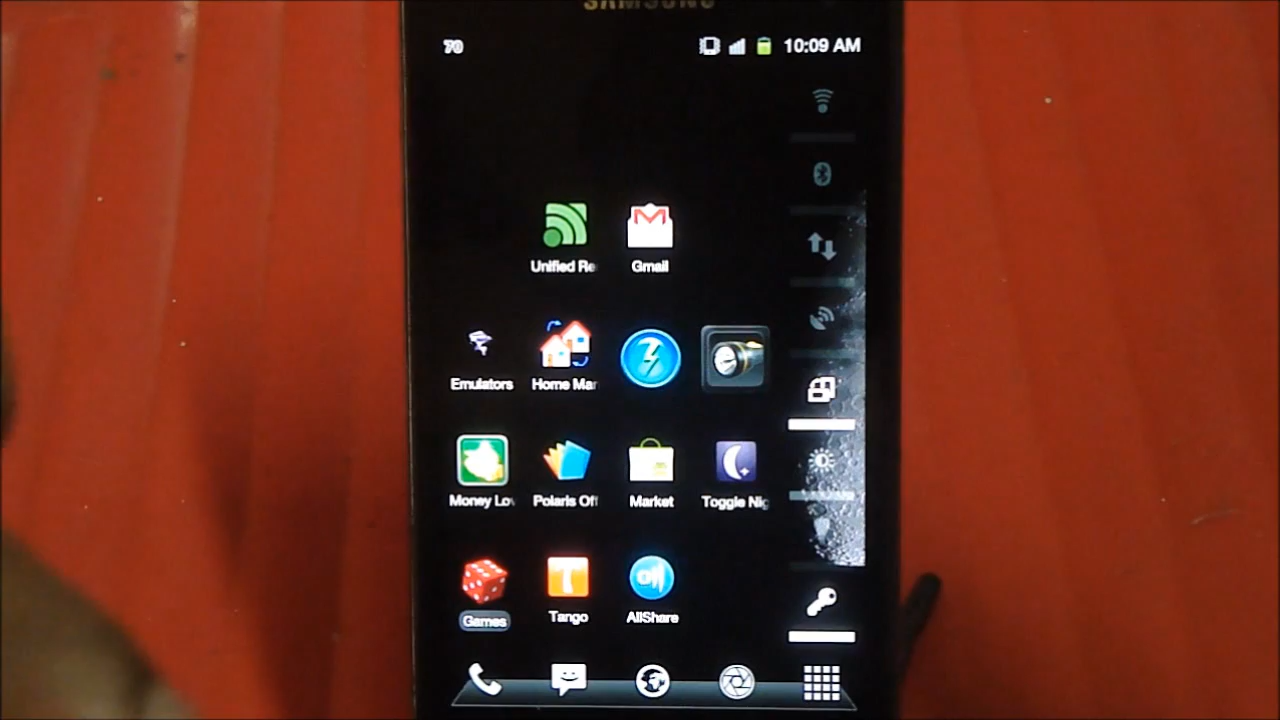 SAMSUNG
70 10:09 AM
Unified Re Gmail
Emulators Home Mar
Money Lov Polaris Off Market Toggle Nig
Games Tango AllShare